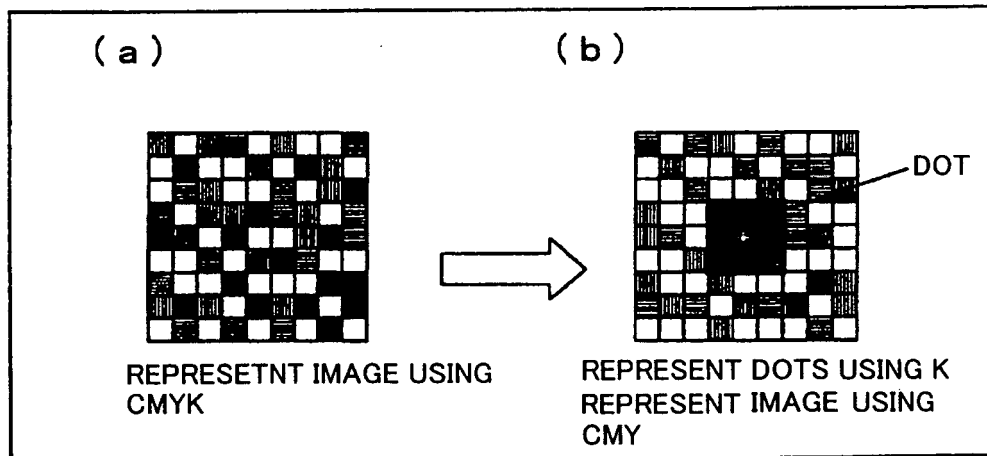 ( a )
( b )
DOT
REPRESETNT IMAGE USING
CMYK
REPRESENT DOTS USING K
REPRESENT IMAGE USING
CMY